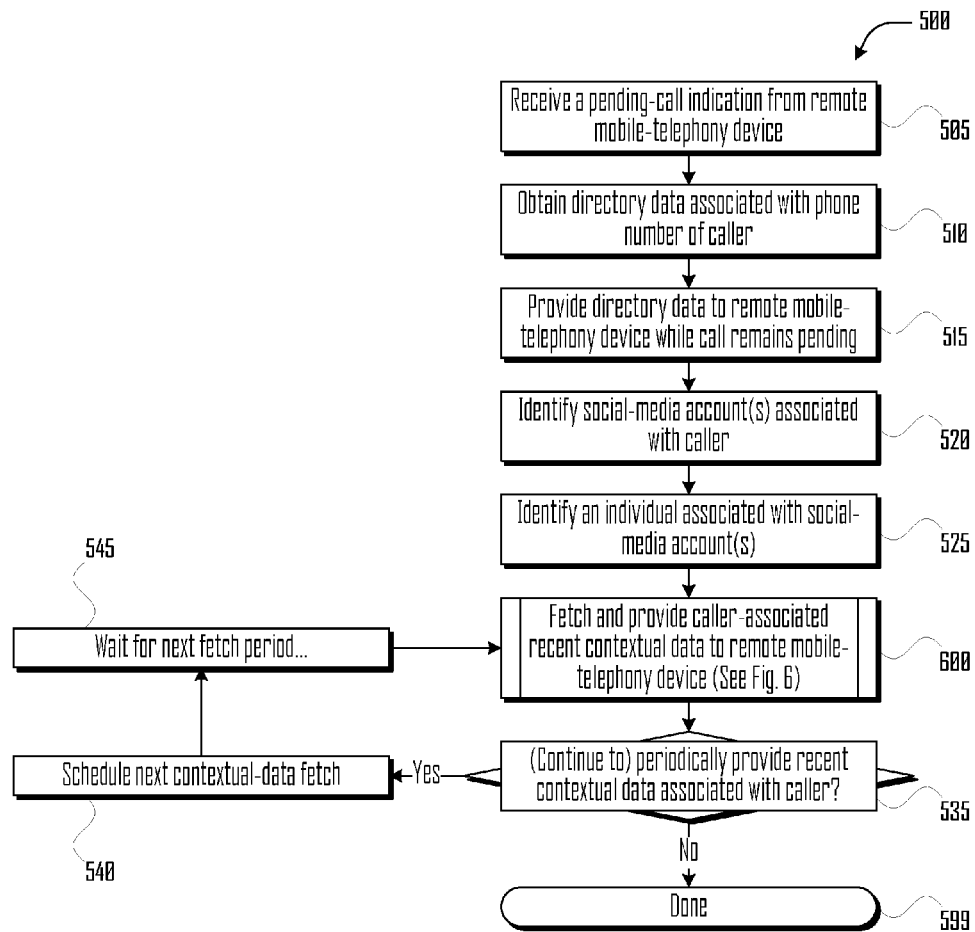 500
Receive a pending-call indication from remote
mobile-telephony device
505
Obtain directory data associated with phone
number of caller
510
Provide directory data to remote mobile-
telephony device while call remains pending
515
Identify social-media account(s) associated
with caller
520
Identify an individual associated with social-
media account(s)
525
545
Wait for next fetch period...
Fetch and provide caller-associated
recent contextual data to remote mobile-
telephony device (See Fig. 6)
600
Schedule next contextual-data fetch
540
Yes
(Continue to) periodically provide recent
contextual data associated with caller?
535
No
Done
599